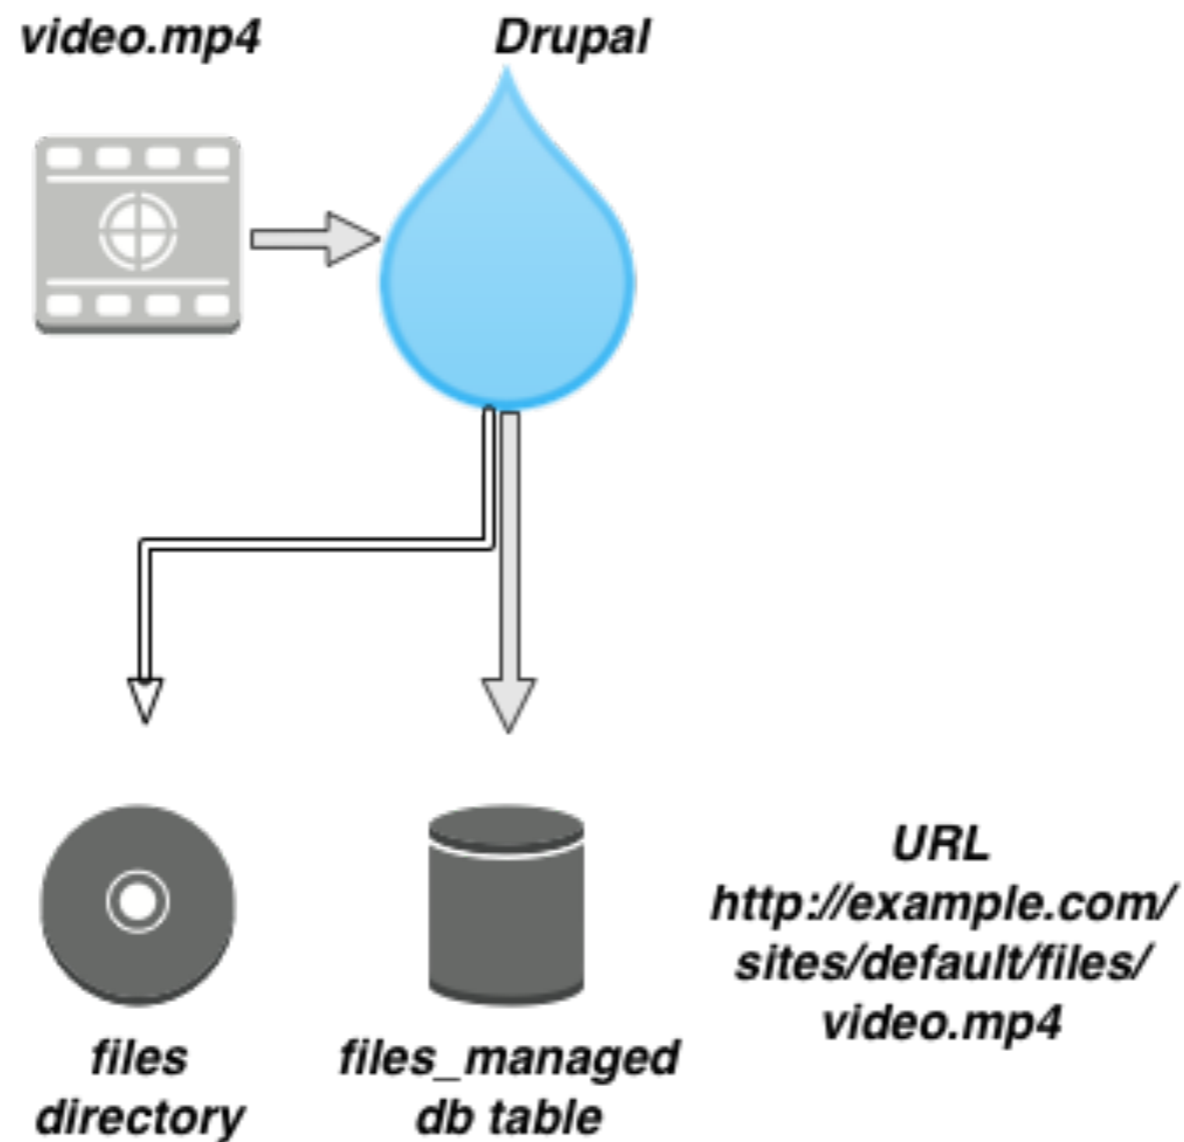 video.mp4
Drupal
files
directory
files_managed
db table
URL
http://example.com/
sites/default/files/
video.mp4